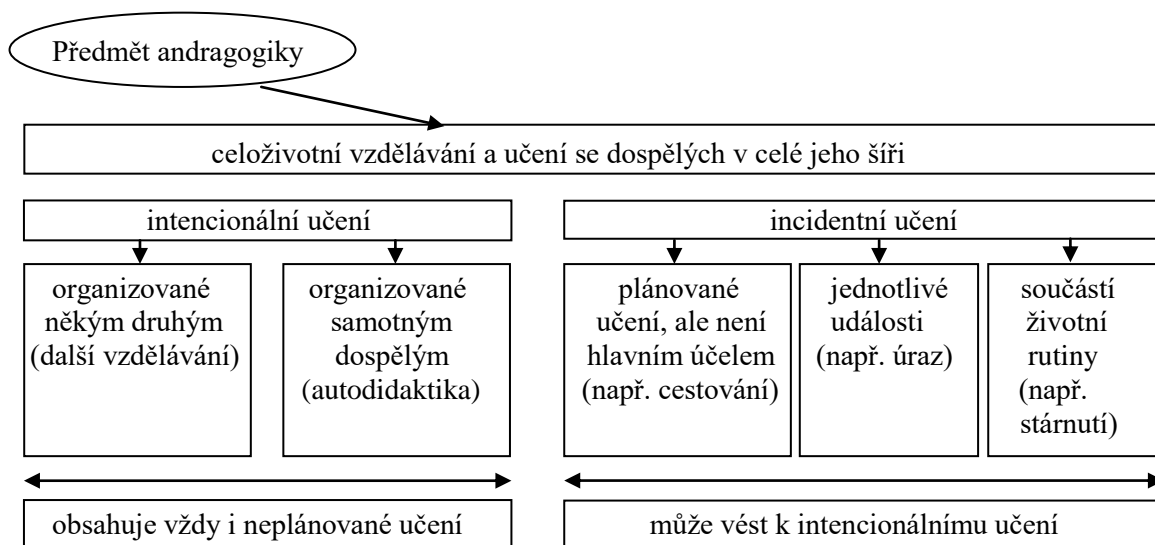 Předmět andragogiky
celoživotní vzdělávání a učení se dospělých v celé jeho šíři
intencionální učení
incidentní učení
organizované
někým druhým
(další vzdělávání)
organizované
samotným
dospělým
(autodidaktika)
plánované
učení, ale není
hlavním účelem
(např. cestování)
jednotlivé
události
(např. úraz)
součástí
životní
rutiny
(např.
stárnutí)
obsahuje vždy i neplánované učení
může vést k intencionálnímu učení